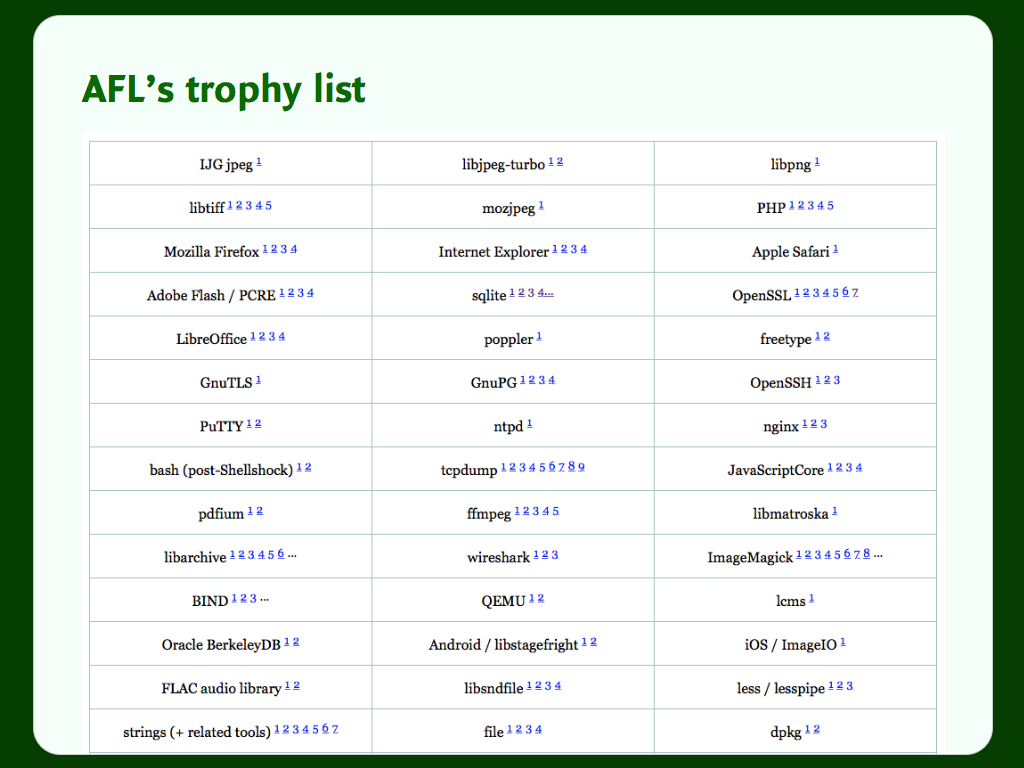 AFL’s trophy list
IJG jpeg 1 libjpeg-turbo 1 2 libpng 1
libtiff 1 2 3 4 5 mozjpeg 1 PHP 1 2 3 4 5
Mozilla Firefox 1 2 3 4 Internet Explorer 1 2 3 4 Apple Safari 1
Adobe Flash / PCRE 1 2 3 4 sqlite 1 2 3 4... OpenSSL 1 2 3 4 5 6 7
LibreOffice 1 2 3 4 poppler 1 freetype 1 2
GnuTLS 1 GnuPG 1 2 3 4 OpenSSH 1 2 3
PuTTY 1 2 ntpd 1 nginx 1 2 3
bash (post-Shellshock) 1 2 tcpdump 1 2 3 4 5 6 7 8 9 JavaScriptCore 1 2 3 4
pdfium 1 2 ffmpeg 1 2 3 4 5 libmatroska 1
libarchive 1 2 3 4 5 6 ... wireshark 1 2 3 ImageMagick 1 2 3 4 5 6 7 8 ...
BIND 1 2 3 ... QEMU 1 2 lcms 1
Oracle BerkeleyDB 1 2 Android / libstagefright 1 2 iOS / ImageIO 1
FLAC audio library 1 2 libsndfile 1 2 3 4 less / lesspipe 1 2 3
strings (+ related tools) 1 2 3 4 5 6 7 file 1 2 3 4 dpkg 1 2